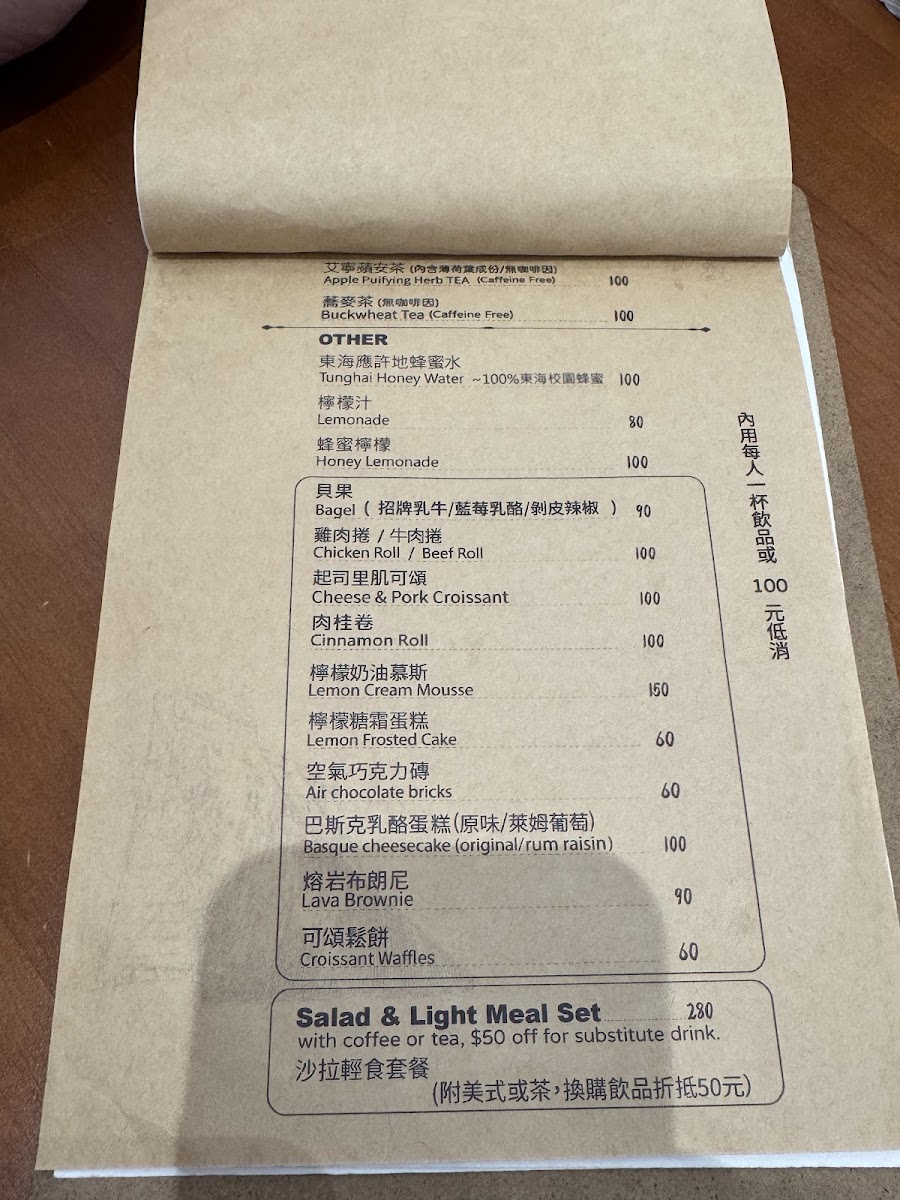 艾寧蘋安茶 (內含薄荷葉成份/無咖啡因)
Apple Puifying Herb TEA (Caffeine Free) 100
蕎麥茶 (無咖啡因)
Buckwheat Tea (Caffeine Free) 100
OTHER
東海應許地蜂蜜水
Tunghai Honey Water ~100%東海校園蜂蜜 100
檸檬汁
Lemonade 80
蜂蜜檸檬
Honey Lemonade 100
貝果
Bagel ( 招牌乳牛/藍莓乳酪/剝皮辣椒 ) 90
雞肉捲 / 牛肉捲
Chicken Roll / Beef Roll 100
起司里肌可頌
Cheese & Pork Croissant 100
肉桂卷
Cinnamon Roll 100
檸檬奶油慕斯
Lemon Cream Mousse 150
檸檬糖霜蛋糕
Lemon Frosted Cake 60
空氣巧克力磚
Air chocolate bricks 60
巴斯克乳酪蛋糕(原味/萊姆葡萄)
Basque cheesecake (original/rum raisin) 100
熔岩布朗尼
Lava Brownie 90
可頌鬆餅
Croissant Waffles 60
Salad & Light Meal Set 280
with coffee or tea, $50 off for substitute drink.
沙拉輕食套餐
(附美式或茶，換購飲品折抵50元)
內用每人一杯飲品或 100 元低消